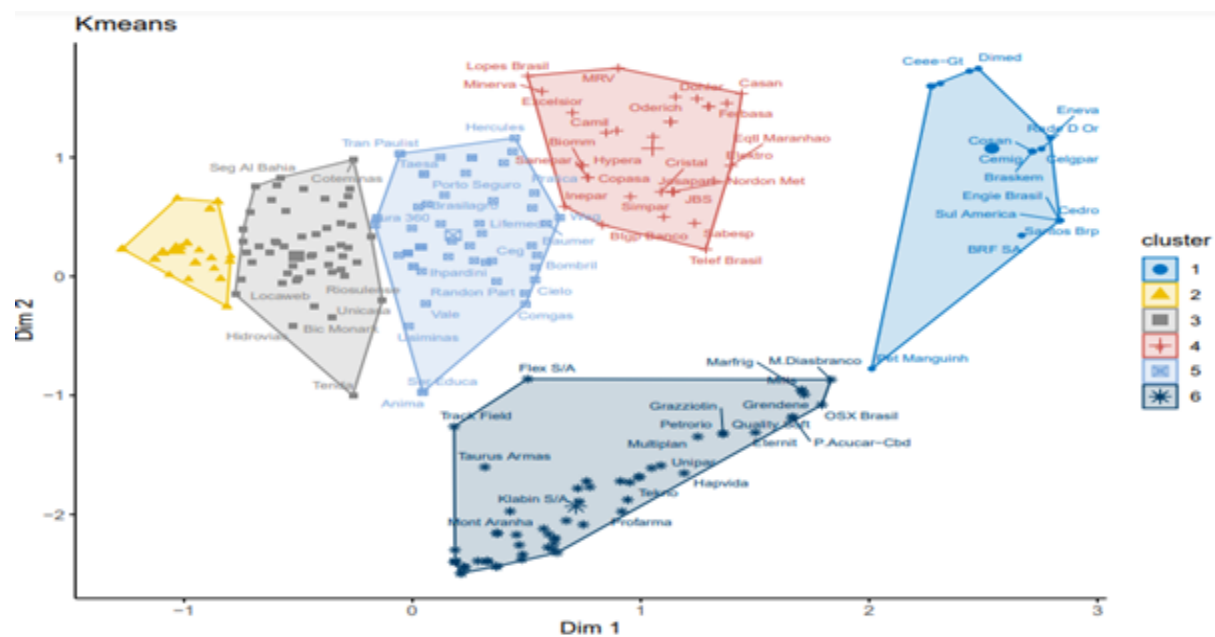 Kmeans
Lopes Brasil
MRV
Minerva
Dohler
Casan
Excelsior
Oderich
Ferbasa
Camil
Hercules
Biomm
Eqtl Maranhao
Tran Paulist
Taesa
Sanepar
Hypera
Cristal
Elektro
Seg Al Bahia
Coteminas
Porto Seguro
Copasa
Josapar
Nordon Met
Inepar
Simpar
JBS
Brasilagro
Lifemed
Blgp Banco
Sabesp
Telef Brasil
Ceg
Baumer
Ihpardini
Bombril
Locaweb
Riosulense
Randon Part
Cielo
Unicasa
Vale
Comgas
Hidrovias
Bic Monark
Usiminas
Tenda
Ser Educa
Anima
Ceee-Gt
Dimed
Eneva
Rede D Or
Cosan
Cemig
Celgpar
Braskem
Engie Brasil
Sul America
Cedro
Santos Brp
BRF SA
Pet Manguinh
Flex S/A
Marfrig
M.Diasbranco
Mills
Track Field
Grazziotin
Grendene
OSX Brasil
Petrorio
Quality Soft
Multiplan
Eternit
P.Acucar-Cbd
Taurus Armas
Unipar
Hapvida
Klabin S/A
Tekno
Mont Aranha
Profarma
cluster
1
2
3
4
5
6
1
0
−1
−2
Dim 2
−1
0
1
2
3
Dim 1